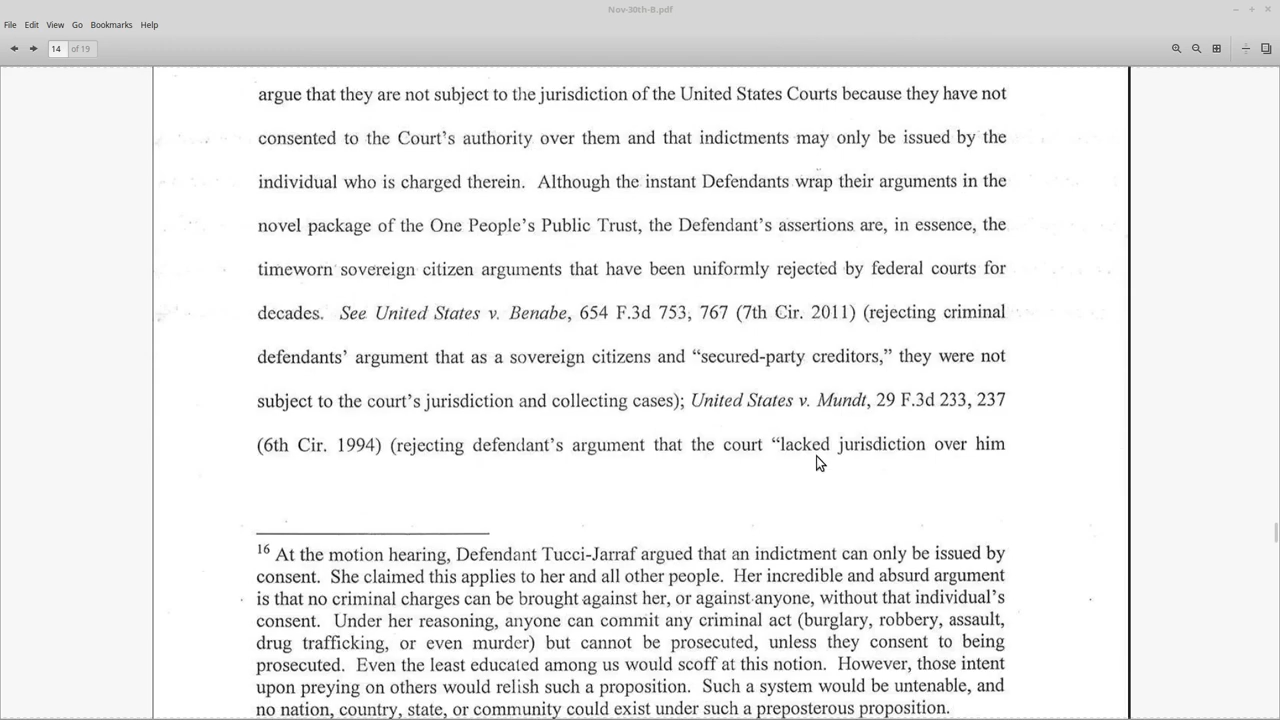 Nov-30th-B.pdf
File Edit View Go Bookmarks Help
14 of 19
argue that they are not subject to the jurisdiction of the United States Courts because they have not
consented to the Court's authority over them and that indictments may only be issued by the
individual who is charged therein. Although the instant Defendants wrap their arguments in the
novel package of the One People's Public Trust, the Defendant's assertions are, in essence, the
timeworn sovereign citizen arguments that have been uniformly rejected by federal courts for
decades. See United States v. Benabe, 654 F.3d 753, 767 (7th Cir. 2011) (rejecting criminal
defendants' argument that as a sovereign citizens and “secured-party creditors,” they were not
subject to the court's jurisdiction and collecting cases); United States v. Mundt, 29 F.3d 233, 237
(6th Cir. 1994) (rejecting defendant's argument that the court “lacked jurisdiction over him
16 At the motion hearing, Defendant Tucci-Jarraf argued that an indictment can only be issued by
consent. She claimed this applies to her and all other people. Her incredible and absurd argument
is that no criminal charges can be brought against her, or against anyone, without that individual's
consent. Under her reasoning, anyone can commit any criminal act (burglary, robbery, assault,
drug trafficking, or even murder) but cannot be prosecuted, unless they consent to being
prosecuted. Even the least educated among us would scoff at this notion. However, those intent
upon preying on others would relish such a proposition. Such a system would be untenable, and
no nation, country, state, or community could exist under such a preposterous proposition.